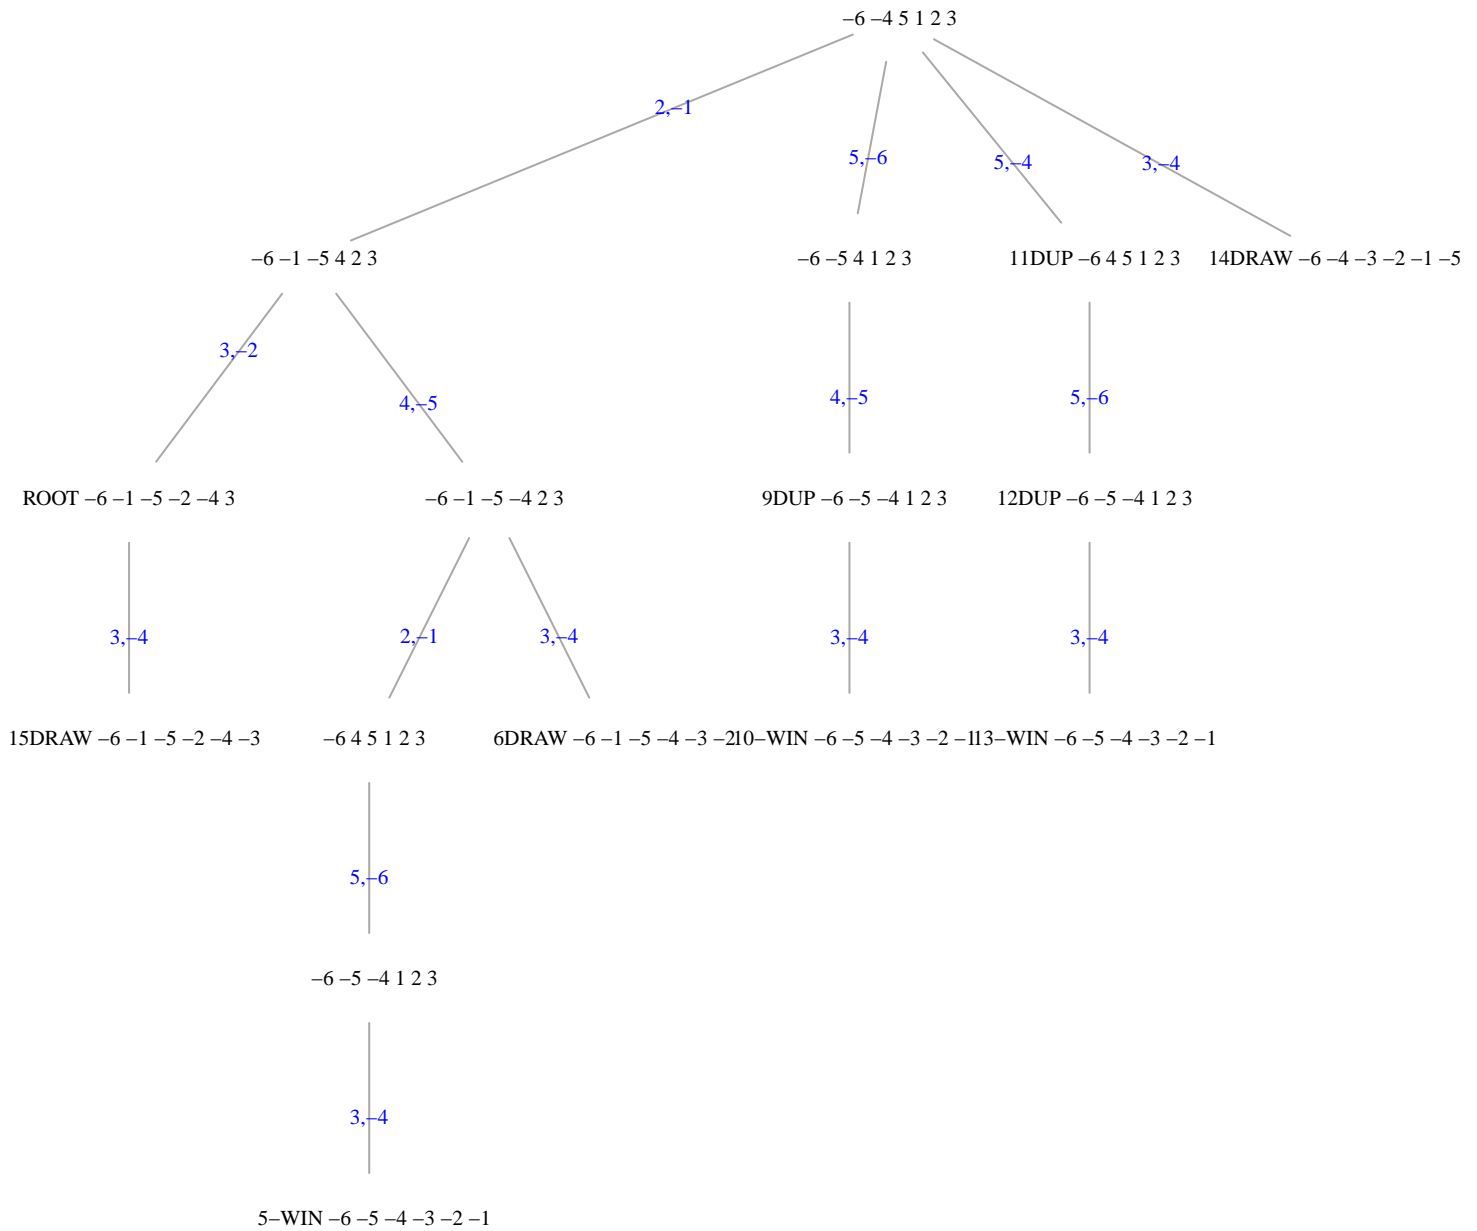 −6 −4 5 1 2 3
2,−1
5,−6
5,−4
3,−4
−6 −1 −5 4 2 3
−6 −5 4 1 2 3
11DUP −6 4 5 1 2 3
14DRAW −6 −4 −3 −2 −1 −5
3,−2
4,−5
4,−5
5,−6
ROOT −6 −1 −5 −2 −4 3
−6 −1 −5 −4 2 3
9DUP −6 −5 −4 1 2 3
12DUP −6 −5 −4 1 2 3
3,−4
2,−1
3,−4
3,−4
3,−4
15DRAW −6 −1 −5 −2 −4 −3
−6 4 5 1 2 3
6DRAW −6 −1 −5 −4 −3 −2
10−WIN −6 −5 −4 −3 −2 −1
13−WIN −6 −5 −4 −3 −2 −1
5,−6
−6 −5 −4 1 2 3
3,−4
5−WIN −6 −5 −4 −3 −2 −1